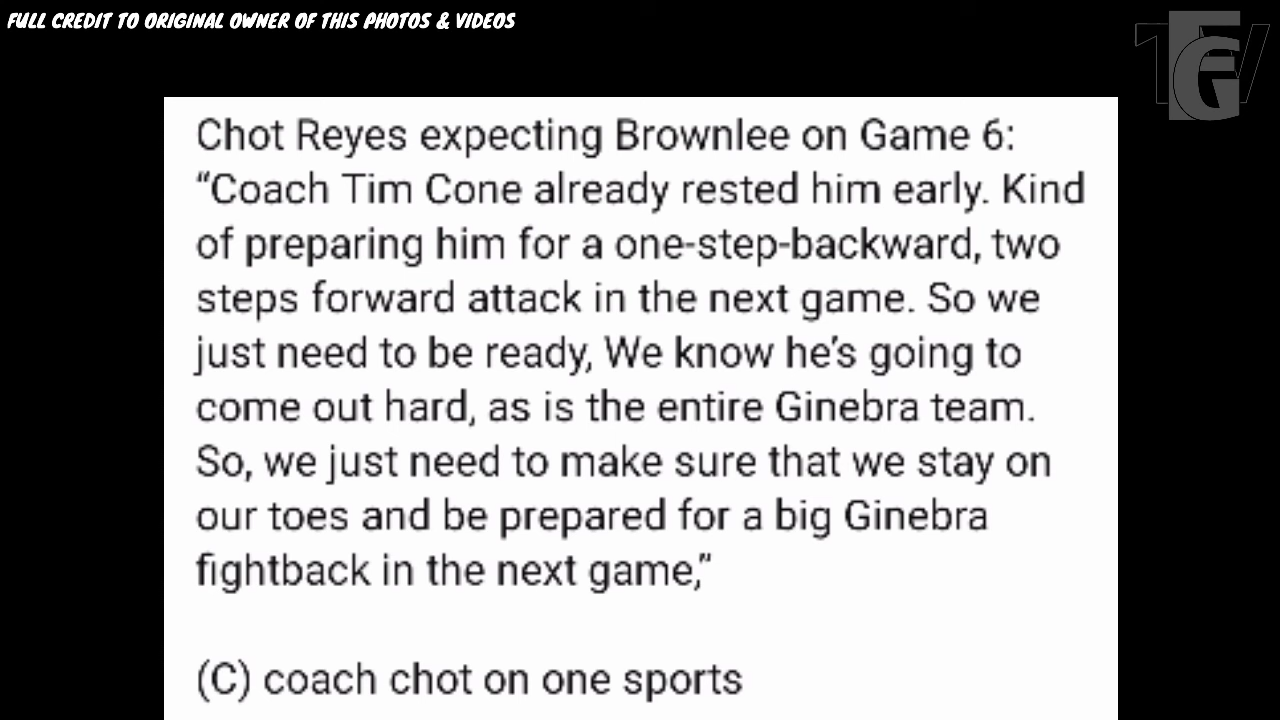 FULL CREDIT TO ORIGINAL OWNER OF THIS PHOTOS & VIDEOS
Chot Reyes expecting Brownlee on Game 6:
“Coach Tim Cone already rested him early. Kind
of preparing him for a one-step-backward, two
steps forward attack in the next game. So we
just need to be ready, We know he’s going to
come out hard, as is the entire Ginebra team.
So, we just need to make sure that we stay on
our toes and be prepared for a big Ginebra
fightback in the next game,”
(C) coach chot on one sports